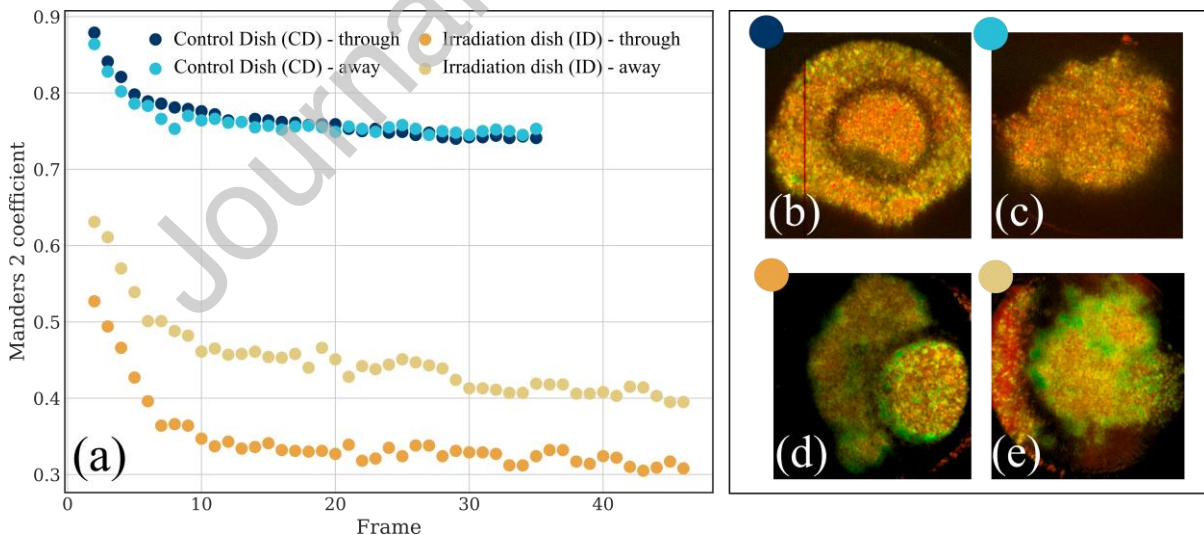 0.9
0.8
0.7
0.6
0.5
0.4
0.3
0
10
20
30
40
Manders 2 coefficient
Frame
Control Dish (CD) - through
Control Dish (CD) - away
Irradiation dish (ID) - through
Irradiation dish (ID) - away
Journal
(a)
(b)
(c)
(d)
(e)